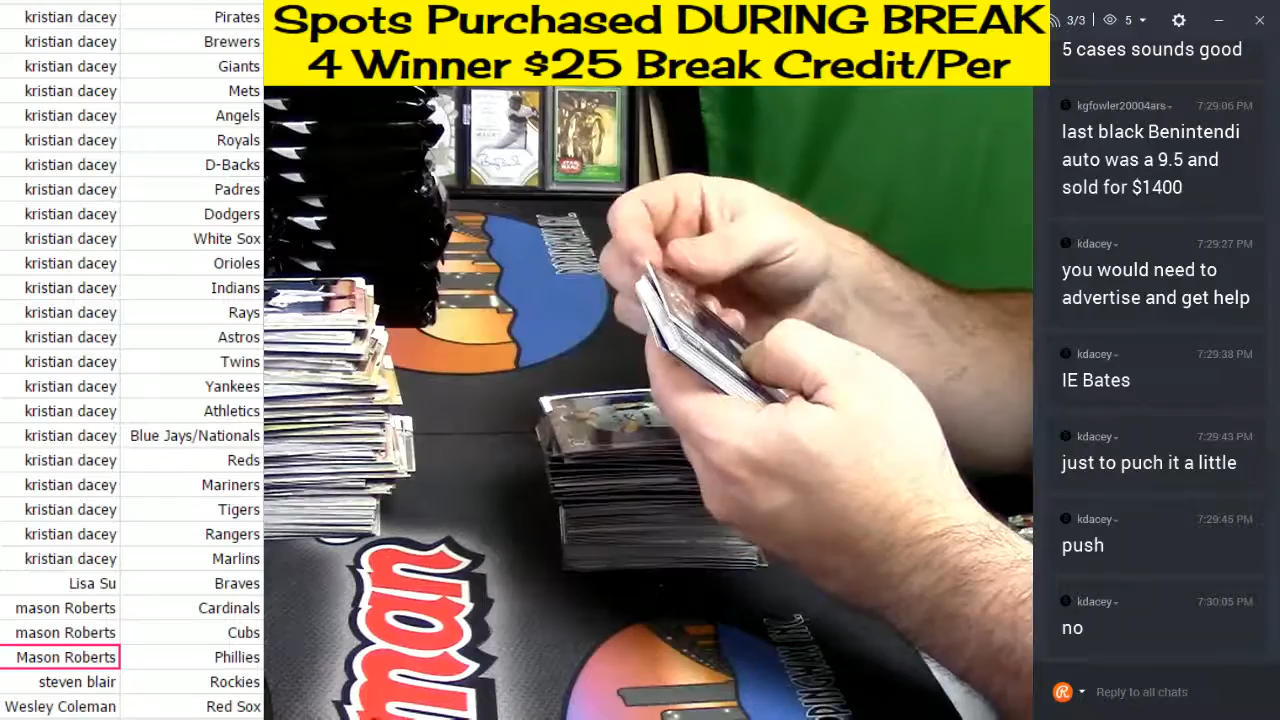 Spots Purchased DURING BREAK
4 Winner $25 Break Credit/Per
kristian dacey Pirates
kristian dacey Brewers
kristian dacey Giants
kristian dacey Mets
kristian dacey Angels
kristian dacey Royals
kristian dacey D-Backs
kristian dacey Padres
kristian dacey Dodgers
kristian dacey White Sox
kristian dacey Orioles
kristian dacey Indians
kristian dacey Rays
kristian dacey Astros
kristian dacey Twins
kristian dacey Yankees
kristian dacey Athletics
kristian dacey Blue Jays/Nationals
kristian dacey Reds
kristian dacey Mariners
kristian dacey Tigers
kristian dacey Rangers
kristian dacey Marlins
Lisa Su Braves
mason Roberts Cardinals
mason Roberts Cubs
Mason Roberts Phillies
steven blair Rockies
Wesley Coleman Red Sox
STAR WARS
3/3 5
5 cases sounds good
kgfowler20004ars 7:29:06 PM
last black Benintendi
auto was a 9.5 and
sold for $1400
kdacey 7:29:27 PM
you would need to
advertise and get help
kdacey 7:29:38 PM
IE Bates
kdacey 7:29:43 PM
just to puch it a little
kdacey 7:29:45 PM
push
kdacey 7:30:05 PM
no
Reply to all chats